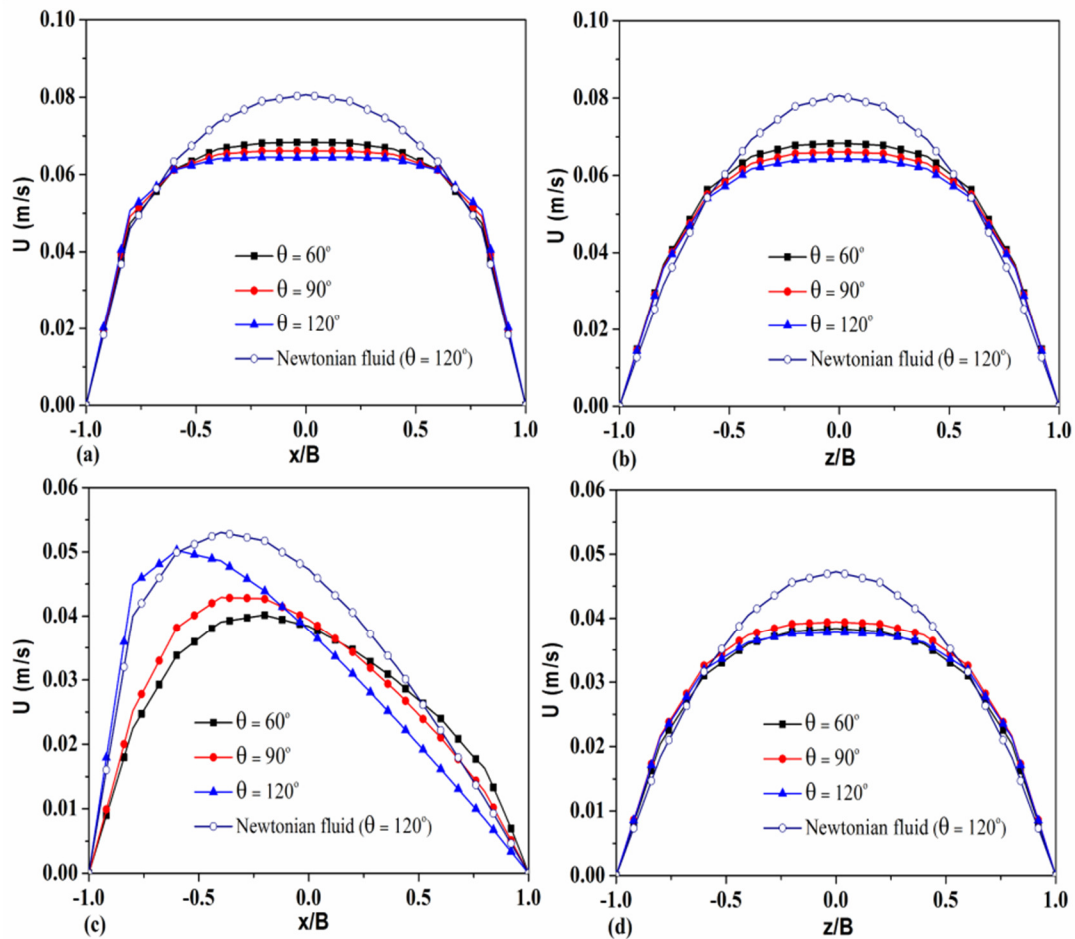 0.10
0.08
0.06
0.04
0.02
0.00
U (m/s)
θ = 60°
θ = 90°
θ = 120°
Newtonian fluid (θ = 120°)
-1.0 -0.5 0.0 0.5 1.0
(a) x/B
0.10
0.08
0.06
0.04
0.02
0.00
U (m/s)
θ = 60°
θ = 90°
θ = 120°
Newtonian fluid (θ = 120°)
-1.0 -0.5 0.0 0.5 1.0
(b) z/B
0.06
0.05
0.04
0.03
0.02
0.01
0.00
U (m/s)
θ = 60°
θ = 90°
θ = 120°
Newtonian fluid (θ = 120°)
-1.0 -0.5 0.0 0.5 1.0
(c) x/B
0.06
0.05
0.04
0.03
0.02
0.01
0.00
U (m/s)
θ = 60°
θ = 90°
θ = 120°
Newtonian fluid (θ = 120°)
-1.0 -0.5 0.0 0.5 1.0
(d) z/B